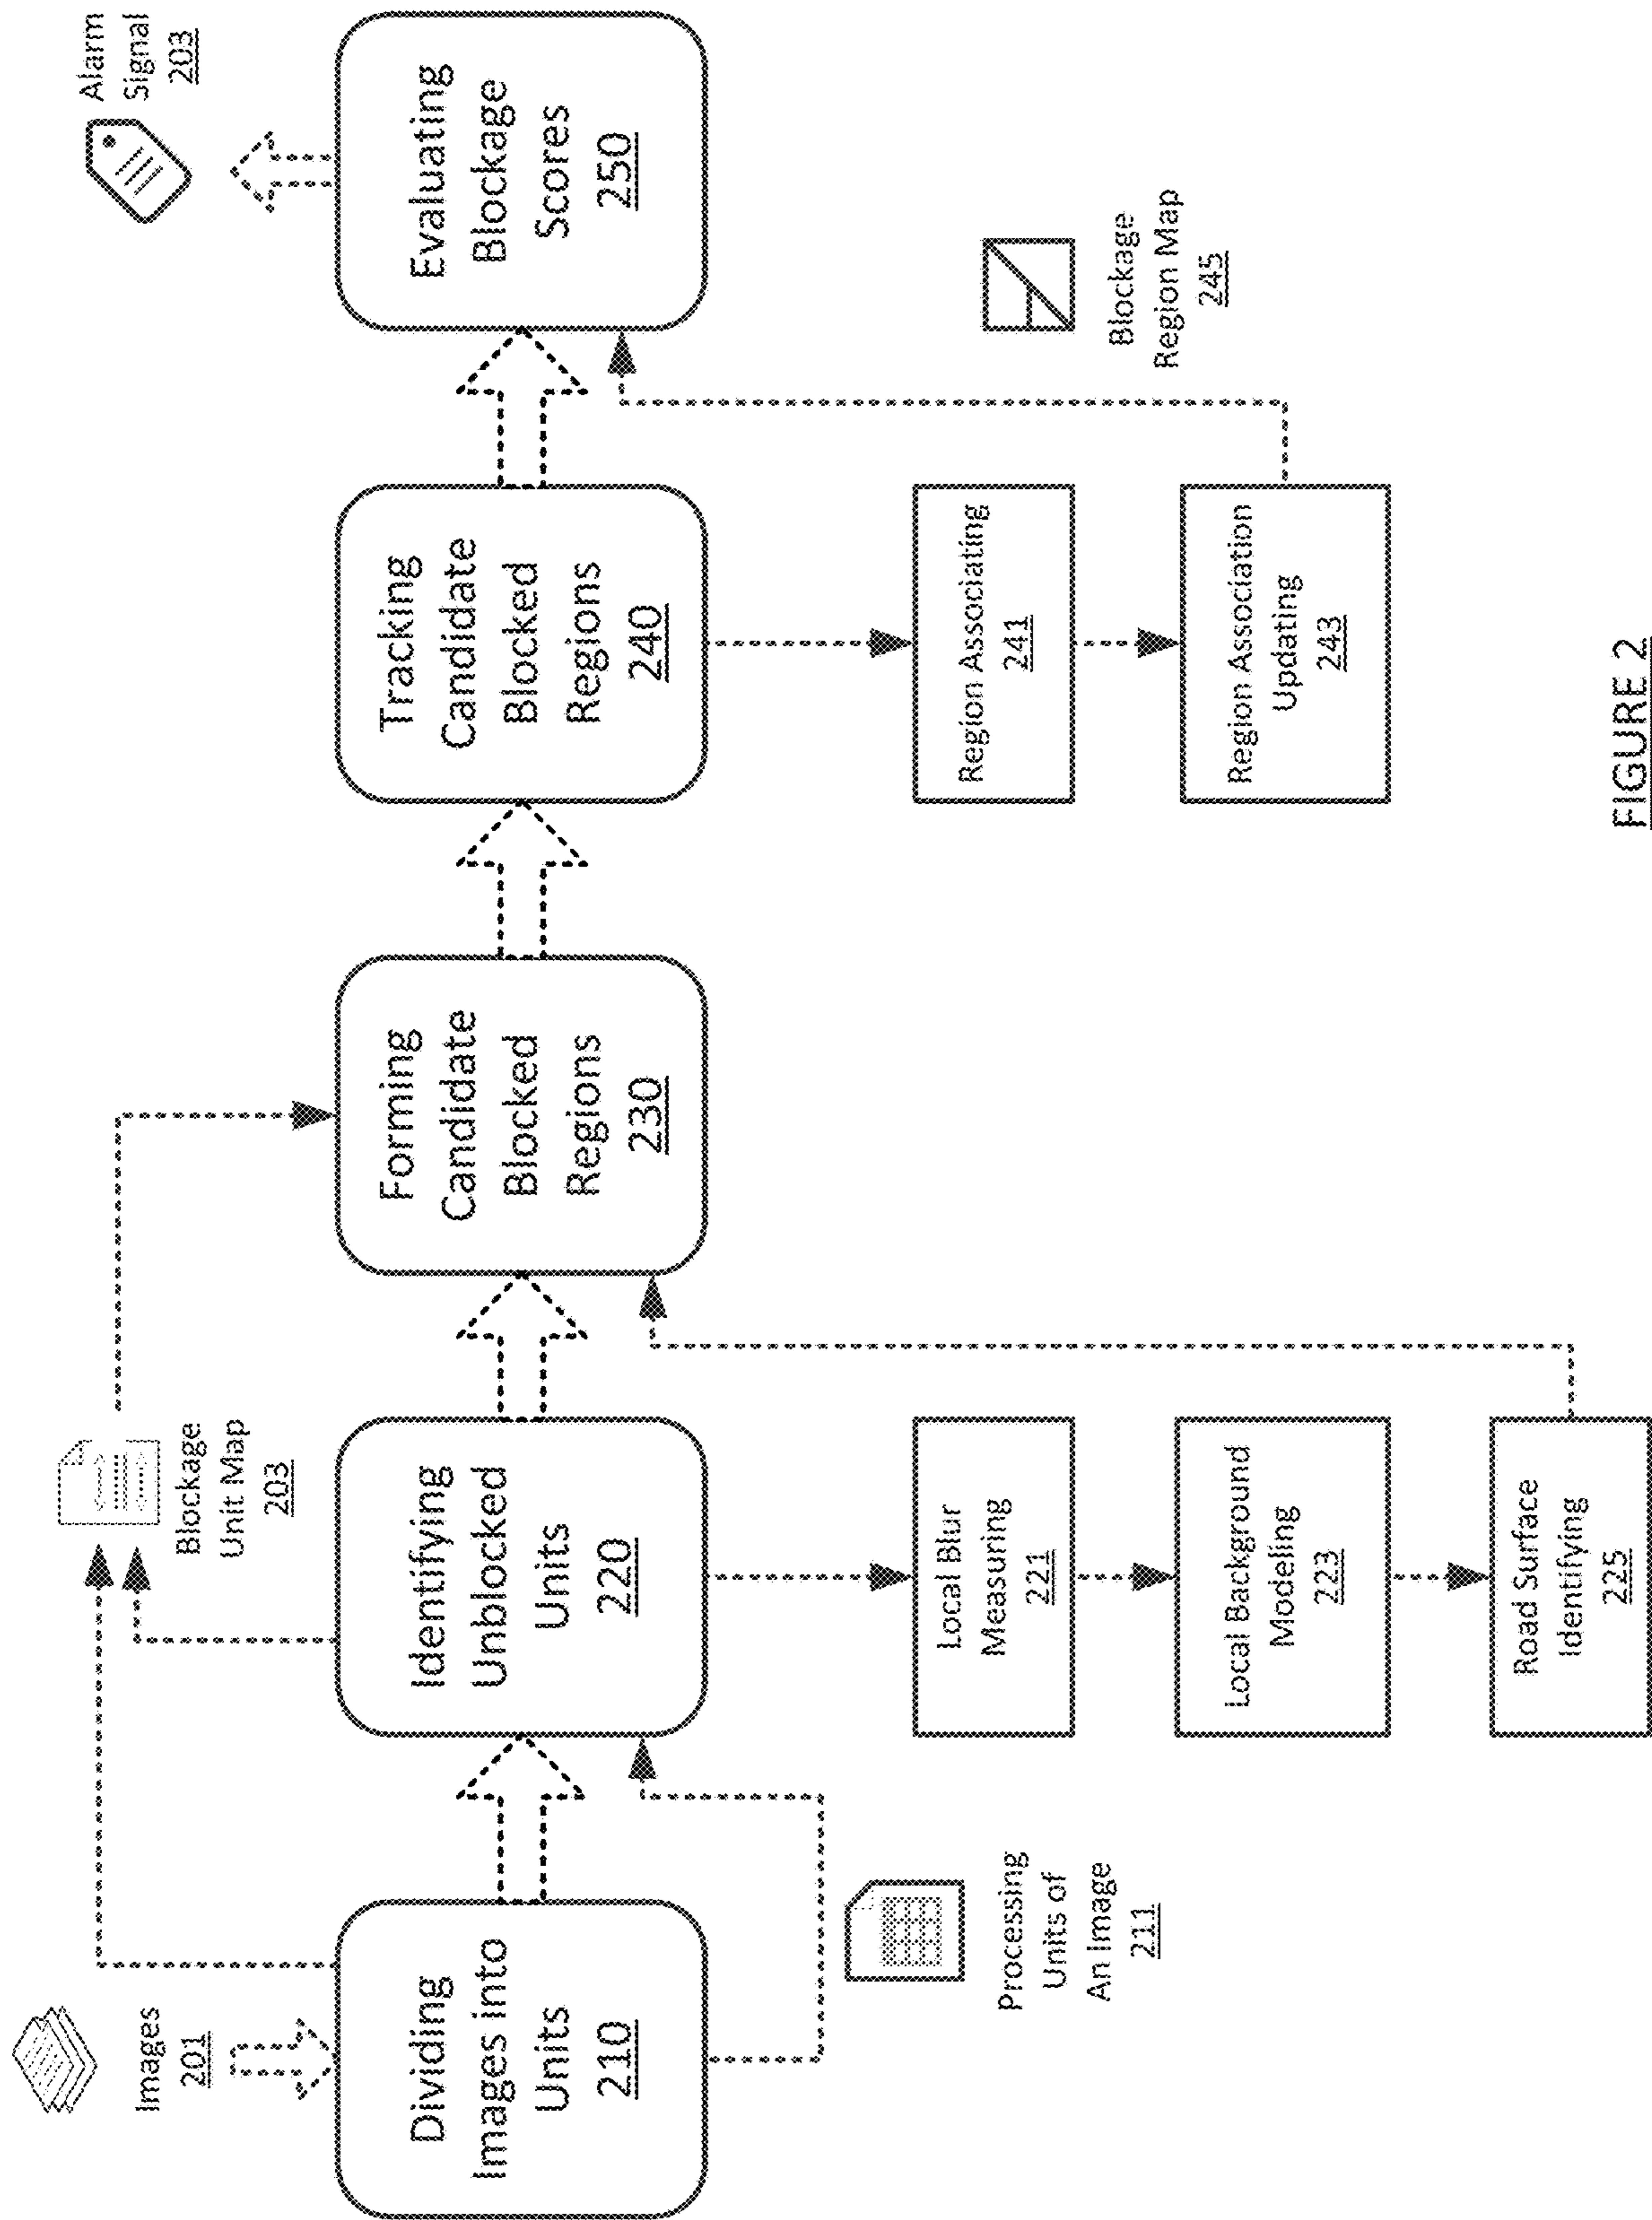 Images
201
Dividing
Images into
Units
210
Processing
Units of
An Image
211
Blockage
Unit Map
203
Identifying
Unblocked
Units
220
Local Blur
Measuring
221
Local Background
Modeling
223
Road Surface
Identifying
225
Forming
Candidate
Blocked
Regions
230
Tracking
Candidate
Blocked
Regions
240
Region Associating
241
Region Association
Updating
243
Alarm
Signal
203
Evaluating
Blockage
Scores
250
Blockage
Region Map
245
FIGURE 2